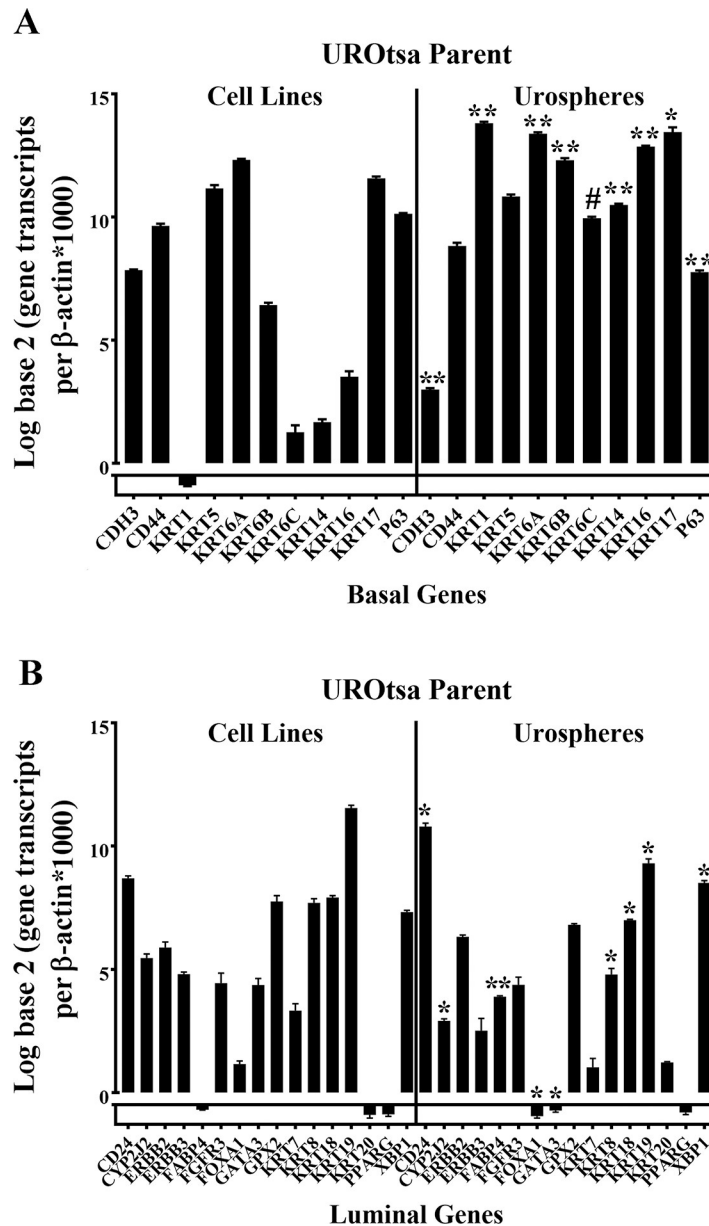 A
UROtsa Parent
Cell Lines
Urospheres
Log base 2 (gene transcripts
per β-actin*1000)
15
10
5
0
** ** ** # ** ** * ** **
CDH3 CD44 KRT1 KRT5 KRT6A KRT6B KRT6C KRT14 KRT16 KRT17 P63 CDH3 CD44 KRT1 KRT5 KRT6A KRT6B KRT6C KRT14 KRT16 KRT17 P63
Basal Genes
B
UROtsa Parent
Cell Lines
Urospheres
Log base 2 (gene transcripts
per β-actin*1000)
15
10
5
0
* * ** * * * * * *
CD24 CYP2J2 ERBB2 ERBB3 FABP4 FGFR3 FOXA1 GATA3 GPX2 KRT7 KRT8 KRT18 KRT19 KRT20 PPARG XBP1 CD24 CYP2J2 ERBB2 ERBB3 FABP4 FGFR3 FOXA1 GATA3 GPX2 KRT7 KRT8 KRT18 KRT19 KRT20 PPARG XBP1
Luminal Genes